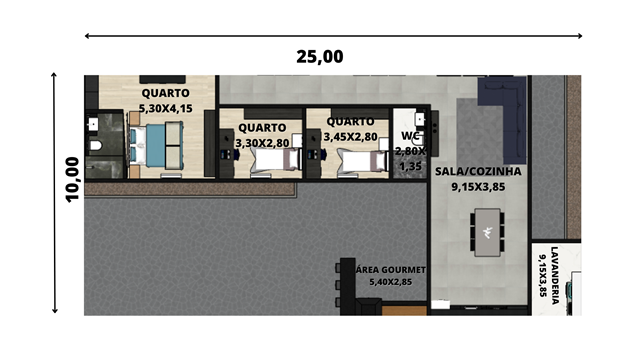 25,00
10,00
QUARTO
5,30X4,15
QUARTO
3,30X2,80
QUARTO
3,45X2,80
WC
2,80X
1,35
SALA/COZINHA
9,15X3,85
ÁREA GOURMET
5,40X2,85
LAVANDERIA
9,15X3,85